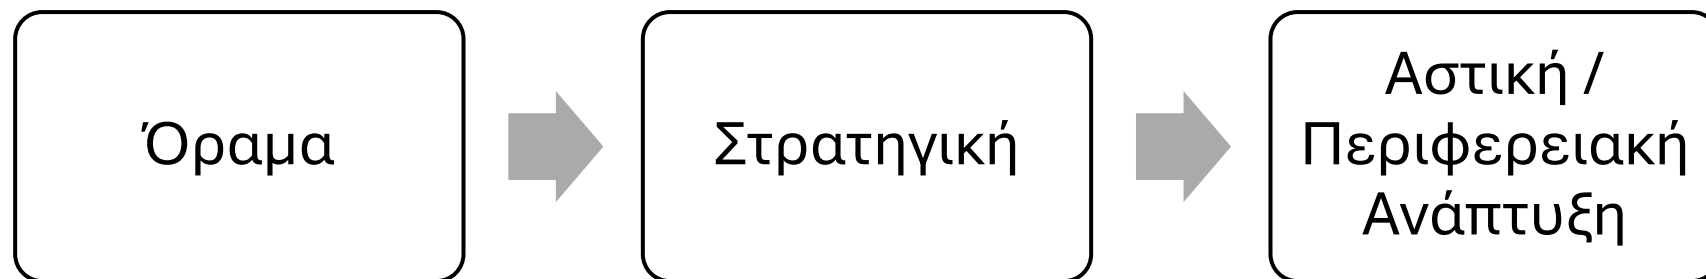 Όραμα
Στρατηγική
Αστική /
Περιφερειακή
Ανάπτυξη